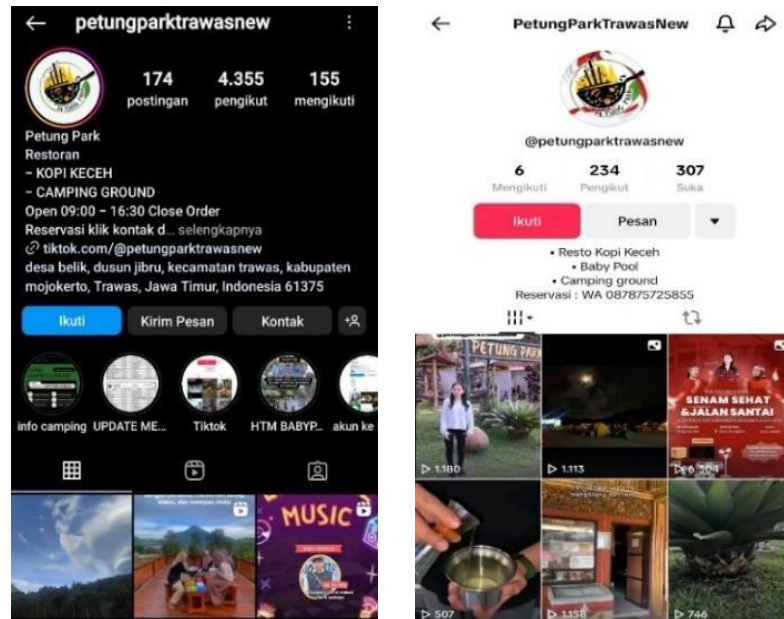 petungparktrawasnew
174
4.355
155
postingan
pengikut
mengikuti
Petung Park
Restoran
- KOPI KECEH
- CAMPING GROUND
Open 09:00 - 16:30 Close Order
Reservasi klik kontak d... selengkapnya
tiktok.com/@petungparktrawasnew
desa belik, dusun jibru, kecamatan trawas, kabupaten
mojokerto, Trawas, Jawa Timur, Indonesia 61375
Ikuti
Kirim Pesan
Kontak
info camping
UPDATE ME...
Tiktok
HTM BABYP...
akun ke
MUSIC
PetungParkTrawasNew
@petungparktrawasnew
6
234
307
Mengikuti
Pengikut
Suka
Ikuti
Pesan
• Resto Kopi Keceh
• Baby Pool
• Camping ground
Reservasi : WA 087875725855
PETUNG PARK
SENAM SEHAT
&JALAN SANTAI
1.180
1.113
6.304
507
1.158
746